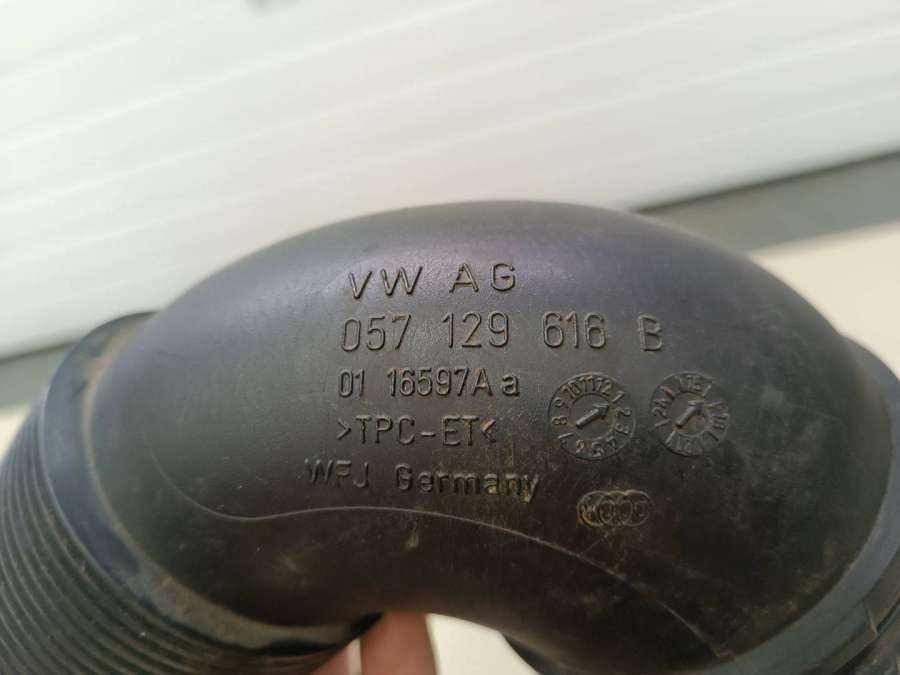 VW AG
057 129 616 B
01 16597A a
>TPC-ET<
WFJ Germany